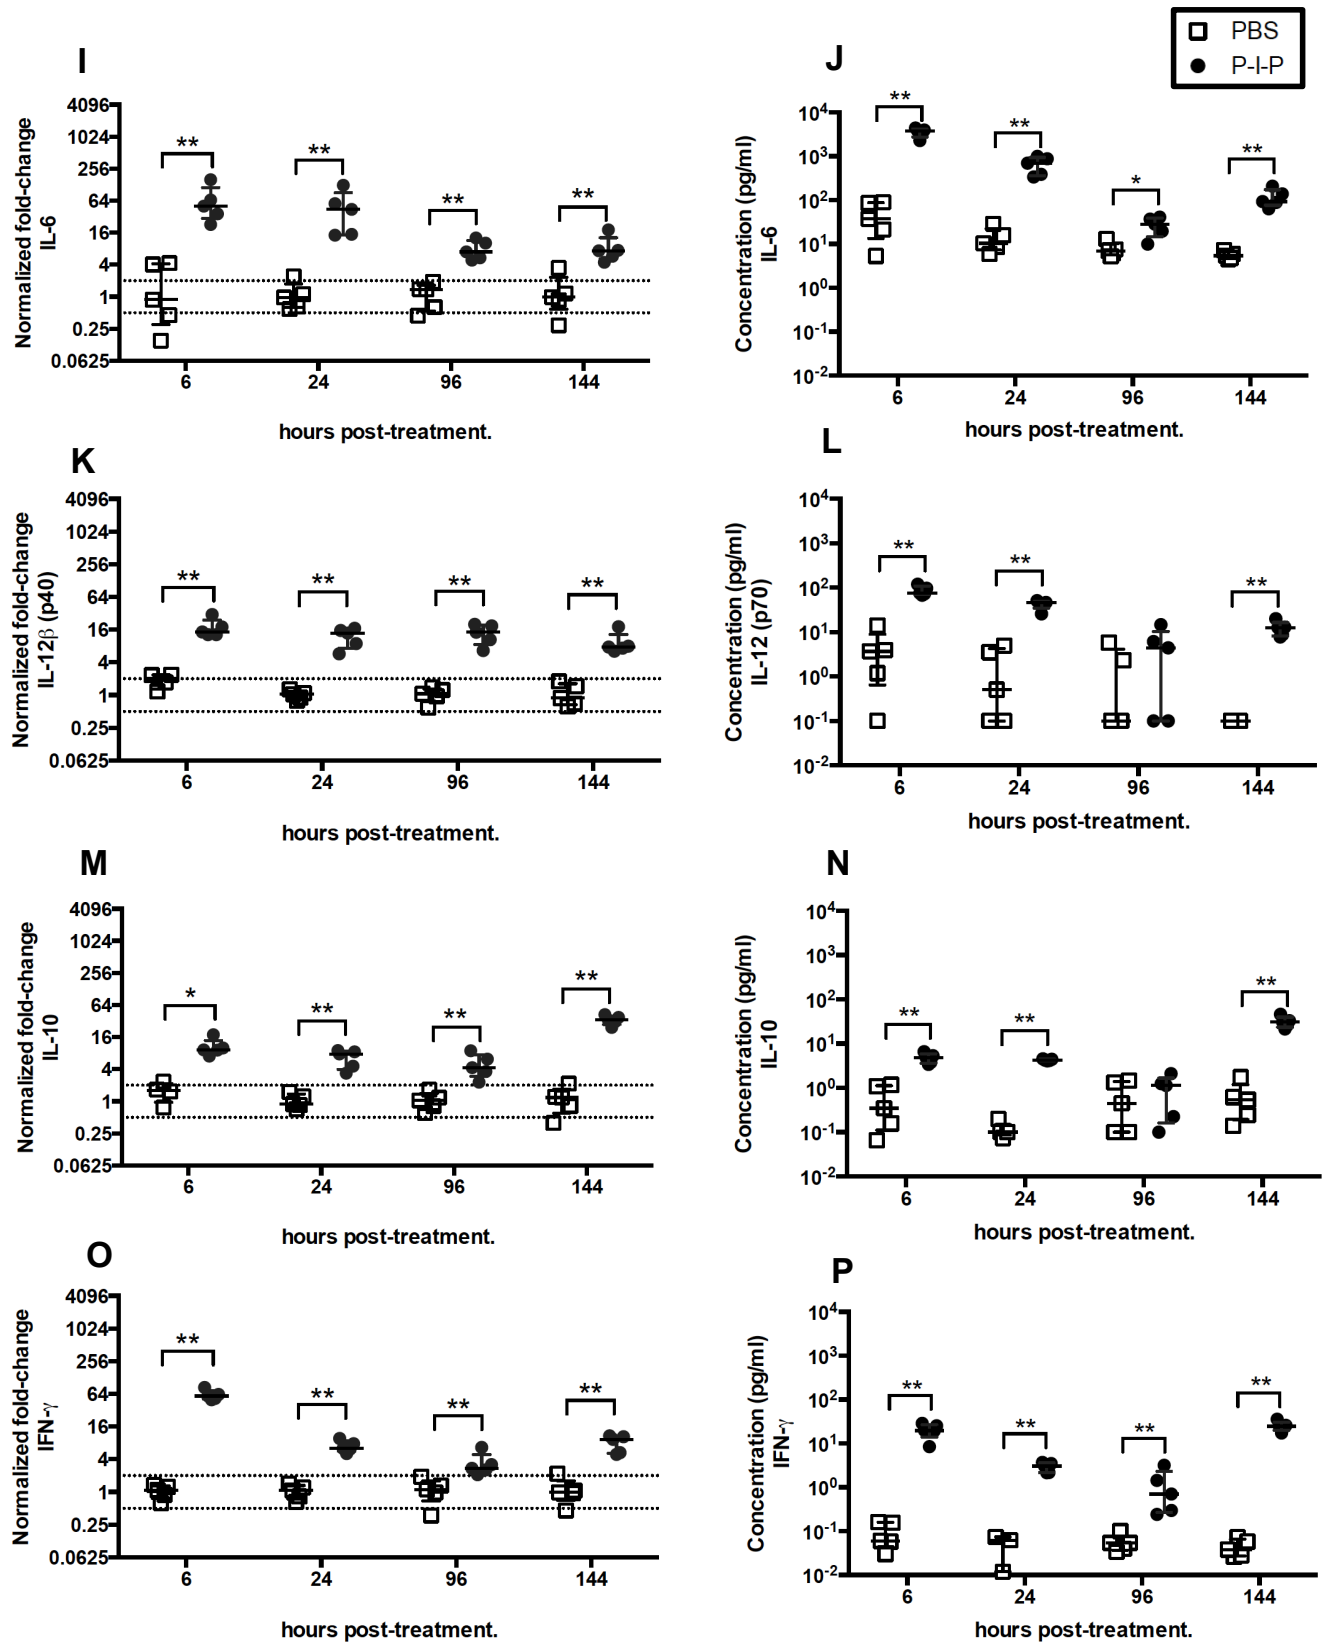 PBS
P-I-P
I
Normalized fold-change
IL-6
4096
1024
256
64
16
4
1
0.25
0.0625
**
**
**
**
6 24 96 144
hours post-treatment.
J
Concentration (pg/ml)
IL-6
10^4
10^3
10^2
10^1
10^0
10^-1
10^-2
**
**
*
**
6 24 96 144
hours post-treatment.
K
Normalized fold-change
IL-12β (p40)
4096
1024
256
64
16
4
1
0.25
0.0625
**
**
**
**
6 24 96 144
hours post-treatment.
L
Concentration (pg/ml)
IL-12 (p70)
10^4
10^3
10^2
10^1
10^0
10^-1
10^-2
**
**
**
6 24 96 144
hours post-treatment.
M
Normalized fold-change
IL-10
4096
1024
256
64
16
4
1
0.25
0.0625
*
**
**
**
6 24 96 144
hours post-treatment.
N
Concentration (pg/ml)
IL-10
10^4
10^3
10^2
10^1
10^0
10^-1
10^-2
**
**
**
6 24 96 144
hours post-treatment.
O
Normalized fold-change
IFN-γ
4096
1024
256
64
16
4
1
0.25
0.0625
**
**
**
**
6 24 96 144
hours post-treatment.
P
Concentration (pg/ml)
IFN-γ
10^4
10^3
10^2
10^1
10^0
10^-1
10^-2
**
**
**
**
6 24 96 144
hours post-treatment.